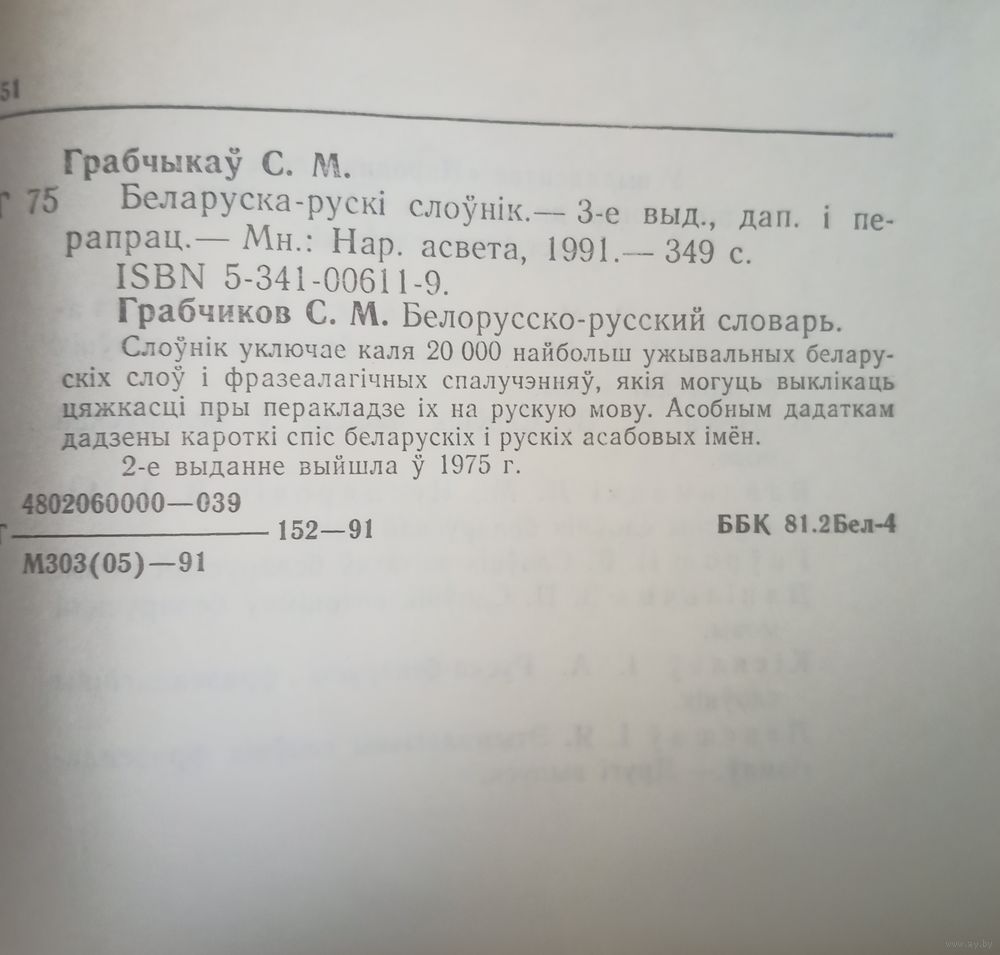 51
Грабчыкаў С. М.
Г 75 Беларуска-рускі слоўнік.— 3-е выд., дап. і пе-
рапрац.— Мн.: Нар. асвета, 1991.— 349 с.
ISBN 5-341-00611-9.
Грабчиков С. М. Белорусско-русский словарь.
Слоўнік уключае каля 20 000 найбольш ужывальных белару-
скіх слоў і фразеалагічных спалучэнняў, якія могуць выклікаць
цяжкасці пры перакладзе іх на рускую мову. Асобным дадаткам
дадзены кароткі спіс беларускіх і рускіх асабовых імён.
2-е выданне выйшла ў 1975 г.
4802060000—039
Г 152—91
М303(05)—91
ББК 81.2Бел-4
www.ay.by